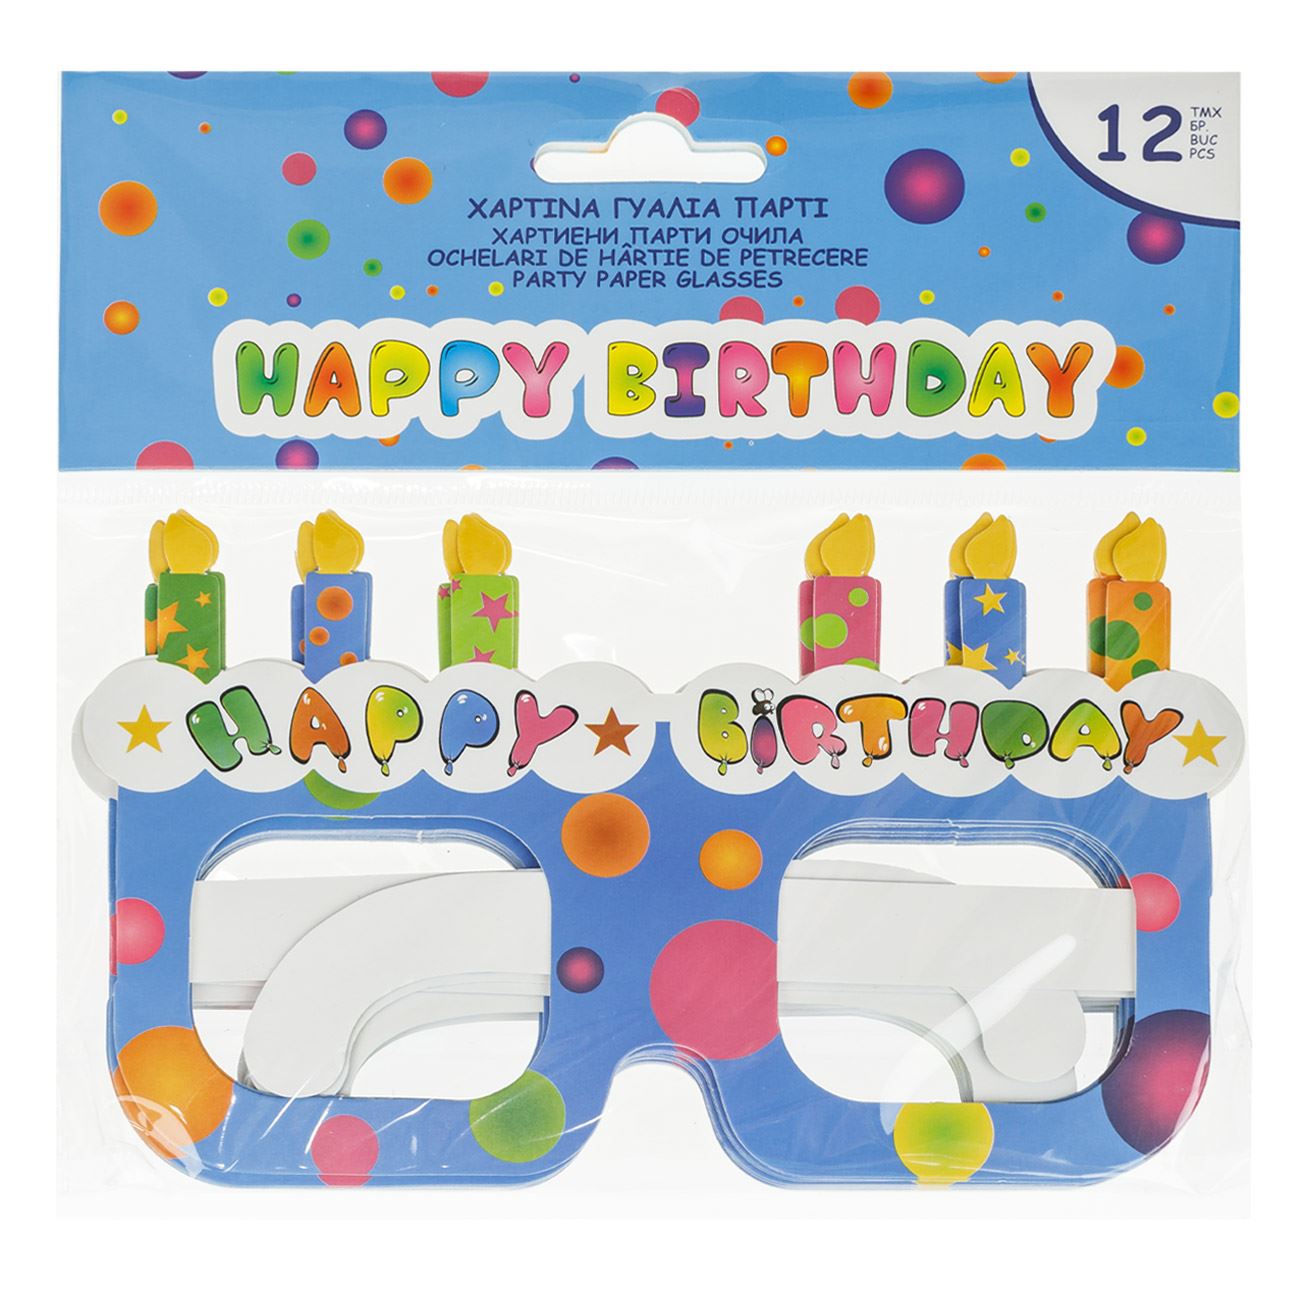 12
ΤΜΧ
БР.
BUC
PCS
ΧΑΡΤΙΝΑ ΓΥΑΛΙΑ ΠΑΡΤΙ
ХАРТИЕНИ ПАРТИ ОЧИЛА
OCHELARI DE HÂRTIE DE PETRECERE
PARTY PAPER GLASSES
HAPPY BIRTHDAY
HAPPY BiRTHDAY